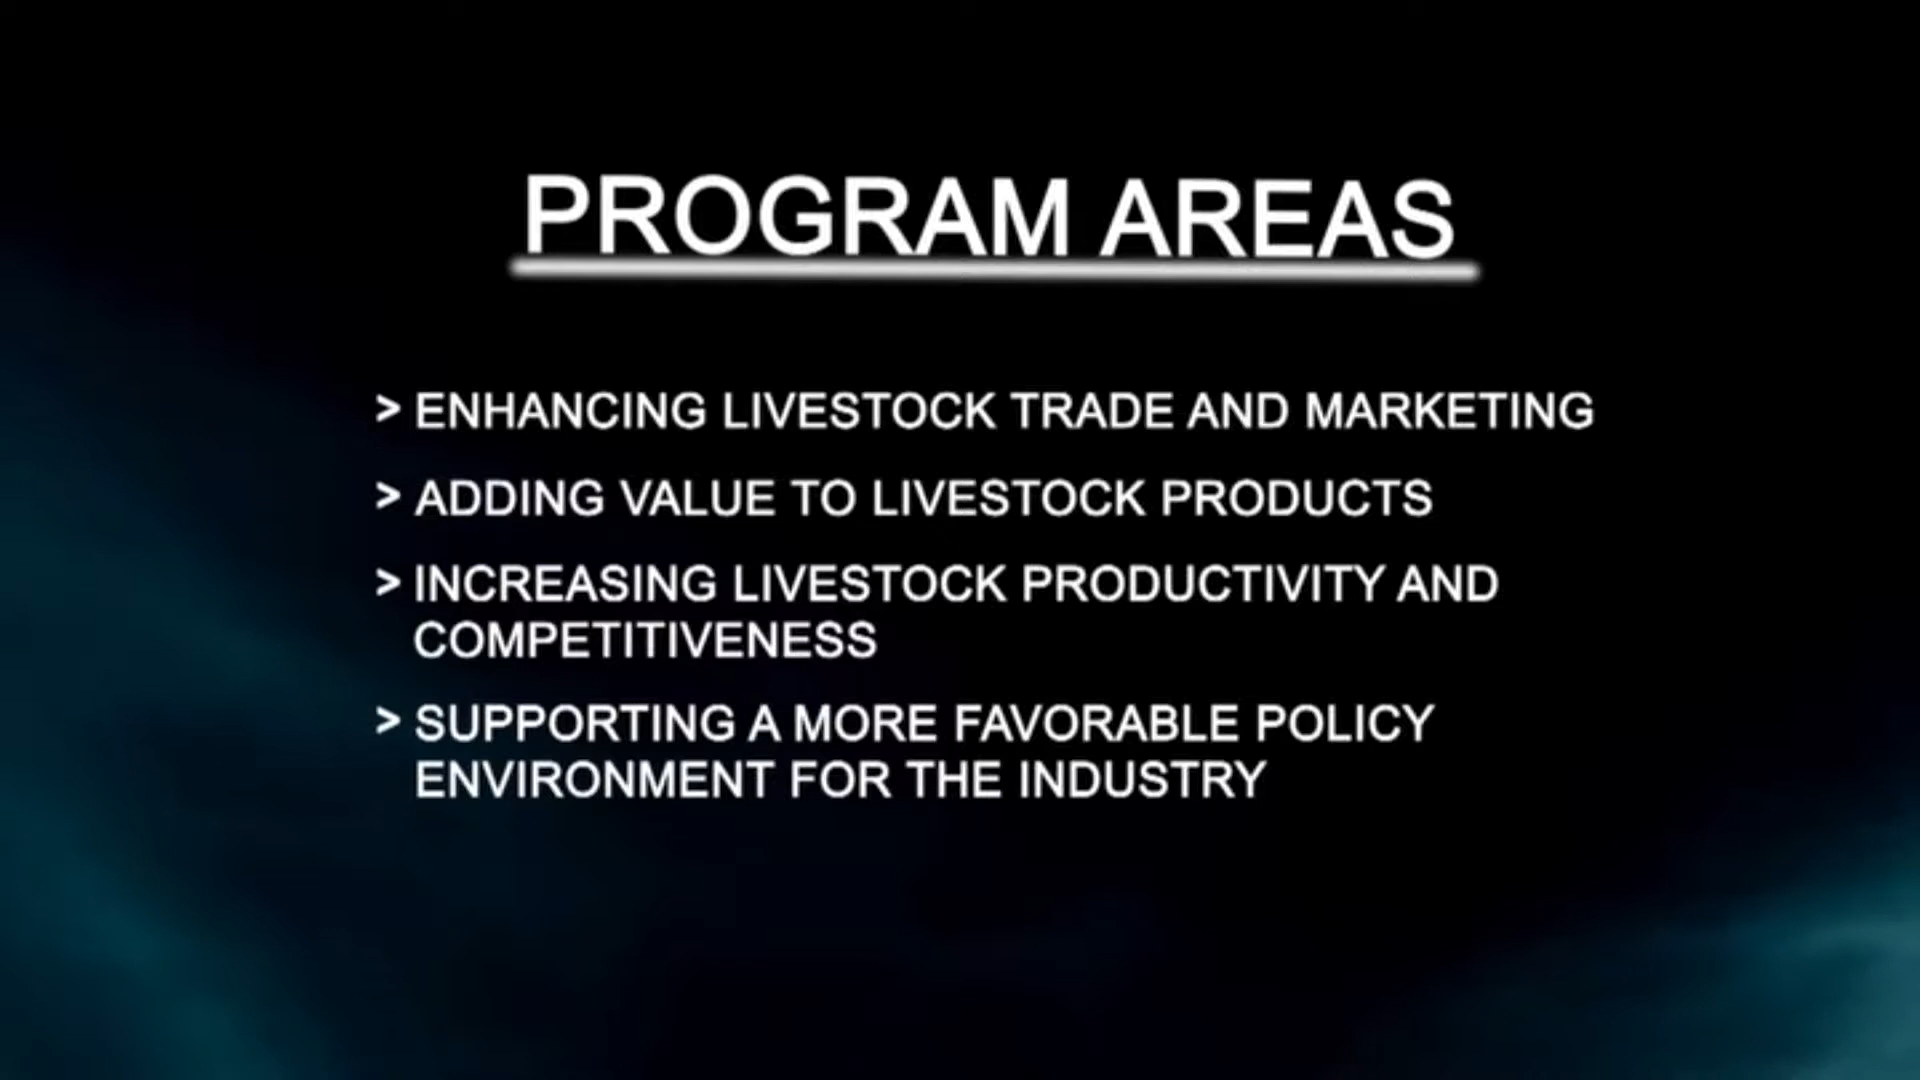 PROGRAM AREAS
> ENHANCING LIVESTOCK TRADE AND MARKETING
> ADDING VALUE TO LIVESTOCK PRODUCTS
> INCREASING LIVESTOCK PRODUCTIVITY AND
COMPETITIVENESS
> SUPPORTING A MORE FAVORABLE POLICY
ENVIRONMENT FOR THE INDUSTRY